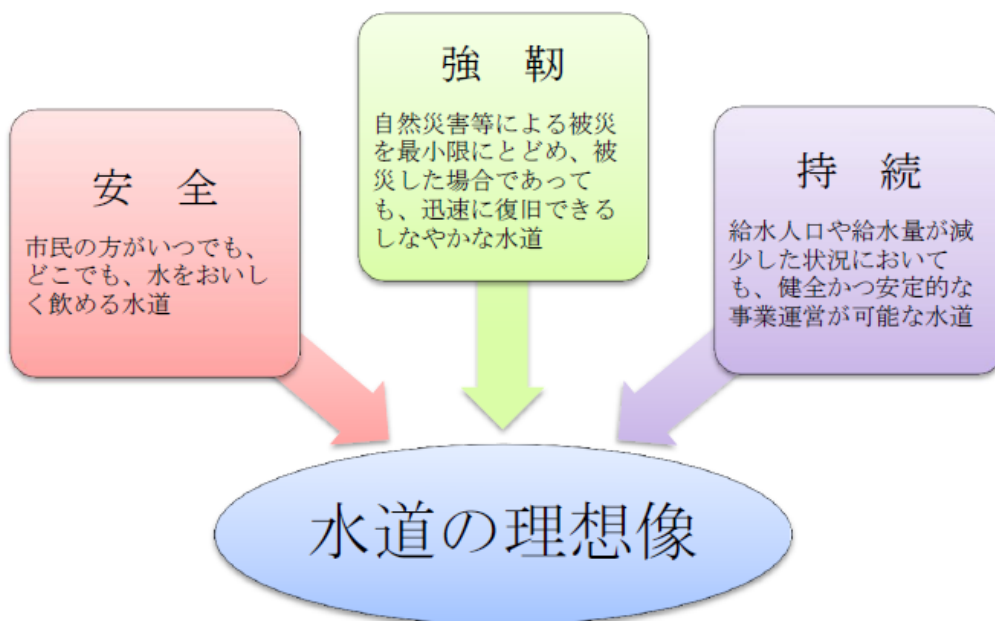 安　全
市民の方がいつでも、
どこでも、水をおいし
く飲める水道
強　靭
自然災害等による被災
を最小限にとどめ、被
災した場合であって
も、迅速に復旧できる
しなやかな水道
持　続
給水人口や給水量が減
少した状況において
も、健全かつ安定的な
事業運営が可能な水道
水道の理想像